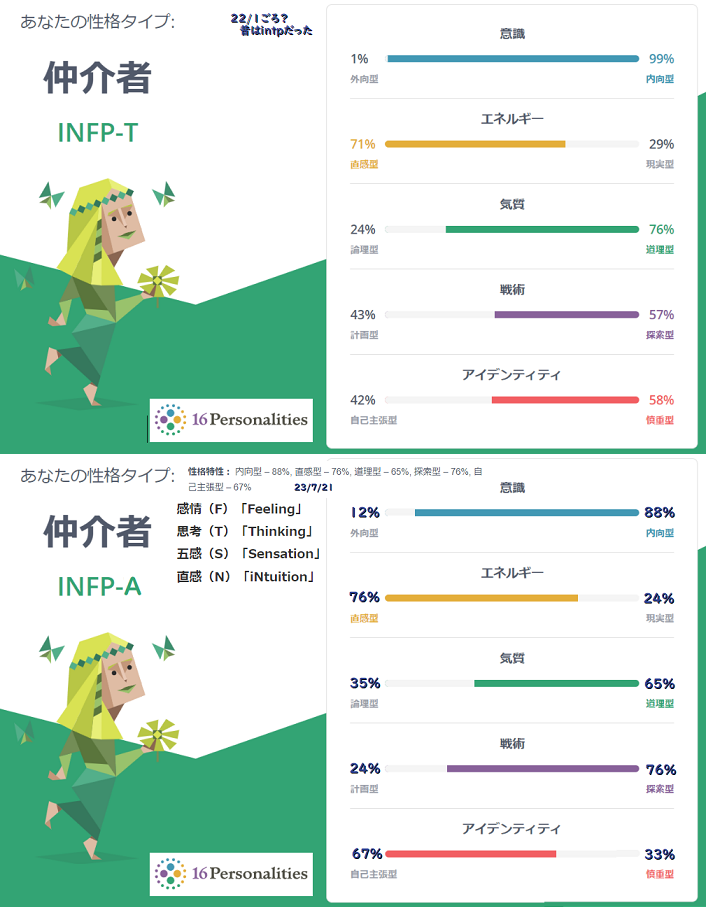 あなたの性格タイプ:
22/1ごろ?
昔はintpだった
仲介者
INFP-T
意識
1%
99%
外向型
内向型
エネルギー
71%
29%
直感型
現実型
気質
24%
76%
論理型
道理型
戦術
43%
57%
計画型
探索型
アイデンティティ
42%
58%
自己主張型
慎重型
16Personalities
あなたの性格タイプ:
性格特性： 内向型 – 88%, 直感型 – 76%, 道理型 – 65%, 探索型 – 76%, 自
己主張型 – 67%
23/7/21
仲介者
INFP-A
感情（F）「Feeling」
思考（T）「Thinking」
五感（S）「Sensation」
直感（N）「iNtuition」
意識
12%
88%
外向型
内向型
エネルギー
76%
24%
直感型
現実型
気質
35%
65%
論理型
道理型
戦術
24%
76%
計画型
探索型
アイデンティティ
67%
33%
自己主張型
慎重型
16Personalities